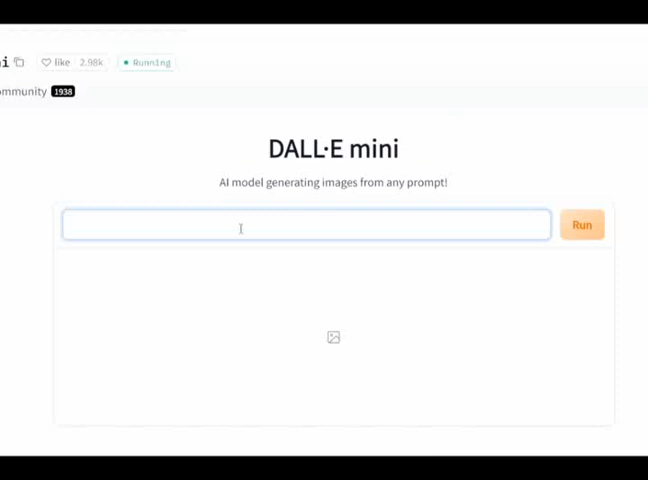 i like 2.98k Running
ommunity 1938
DALL·E mini
AI model generating images from any prompt!
Run